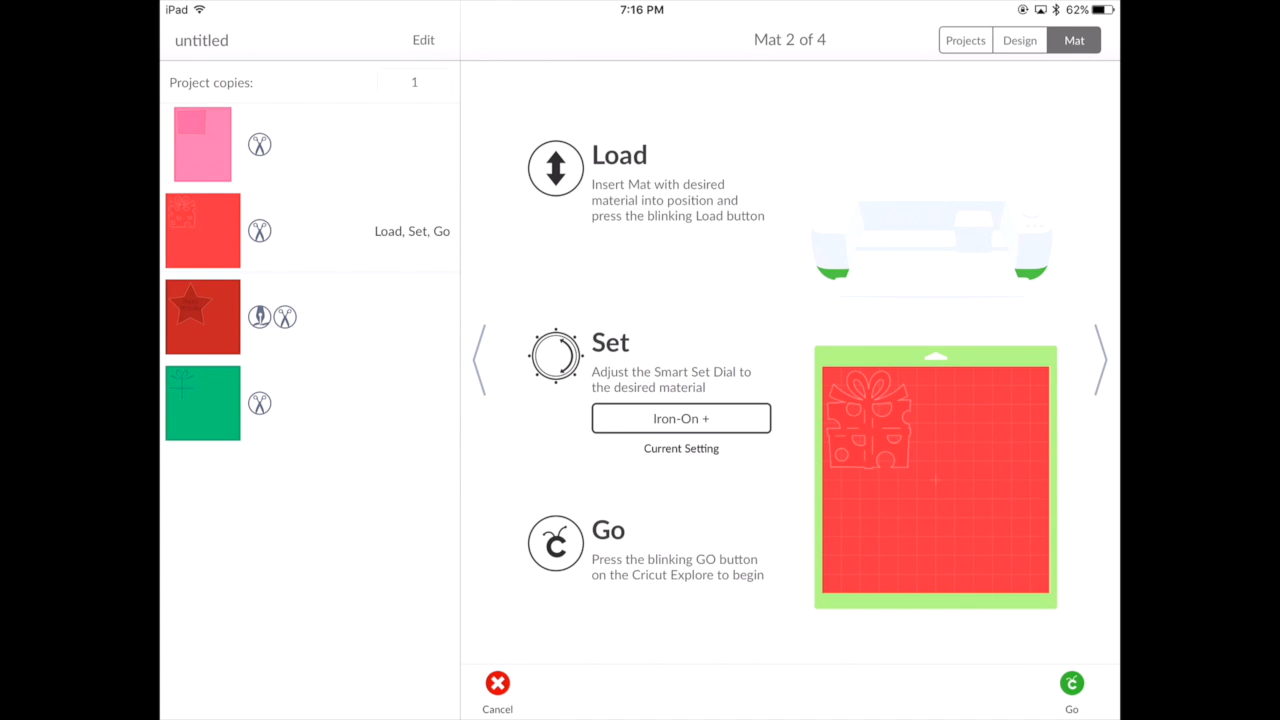 iPad
7:16 PM
62%
untitled
Edit
Mat 2 of 4
Projects
Design
Mat
Project copies:
1
Load, Set, Go
Load
Insert Mat with desired
material into position and
press the blinking Load button
Set
Adjust the Smart Set Dial to
the desired material
Iron-On +
Current Setting
Go
Press the blinking GO button
on the Cricut Explore to begin
Cancel
Go